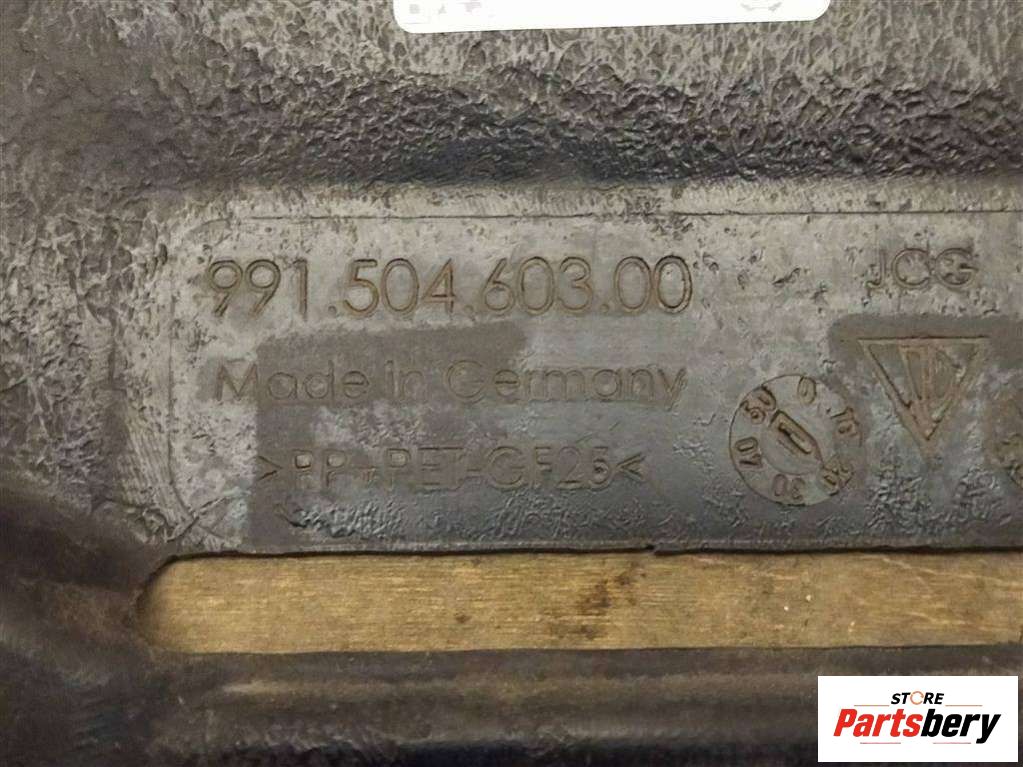 991.504.603.00
JCG
Made in Germany
>PP+PET-GF25<
STORE
Partsbery